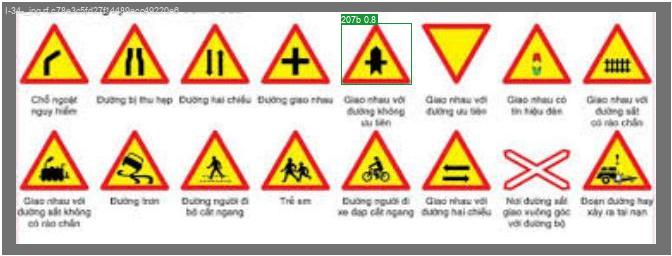 207b 0.8
Chỗ ngoặt
nguy hiểm
Đường bị thu hẹp
Đường hai chiều
Đường giao nhau
Giao nhau với
đường không
ưu tiên
Giao nhau với
đường ưu tiên
Giao nhau có
tín hiệu đèn
Giao nhau với
đường sắt
có rào chắn
Giao nhau với
đường sắt không
có rào chắn
Đường trơn
Đường người đi
bộ cắt ngang
Trẻ em
Đường người đi
xe đạp cắt ngang
Giao nhau với
đường hai chiều
Nơi đường sắt
giao vuông góc
với đường bộ
Đoạn đường hay
xảy ra tai nạn